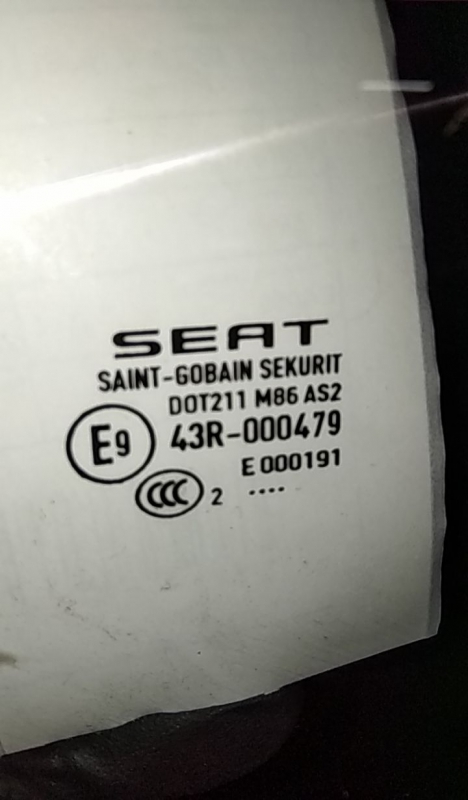 SEAT
SAINT-GOBAIN SEKURIT
DOT211 M86 AS2
E9 43R-000479
E 000191
CCC 2 ....